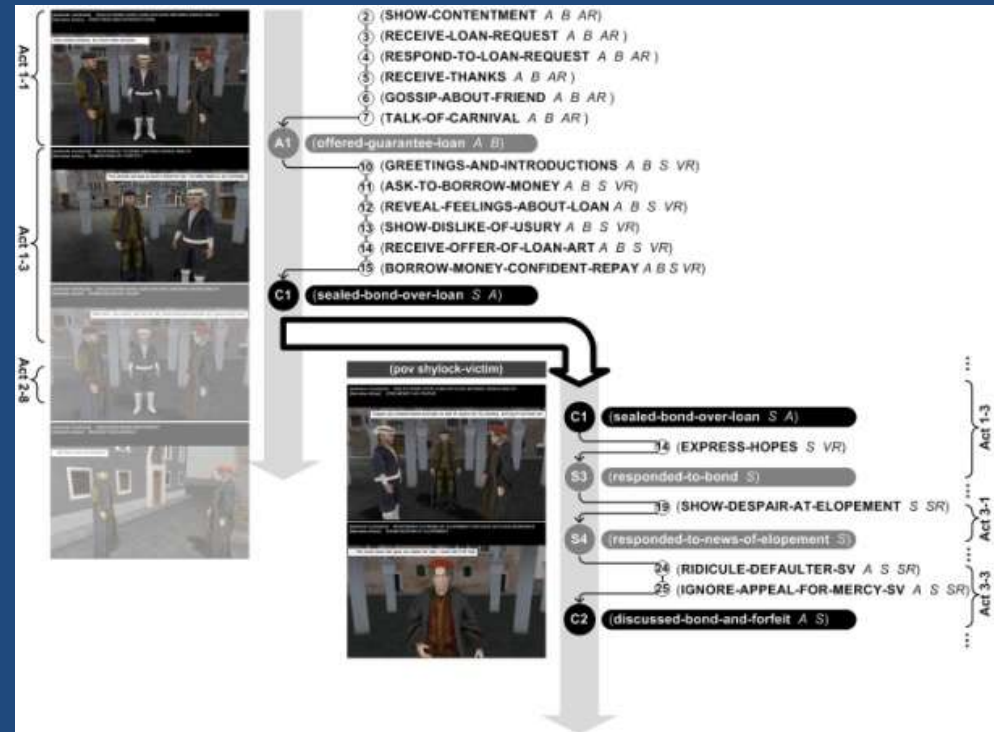 Act 1-1
② (SHOW-CONTENTMENT A B AR)
③ (RECEIVE-LOAN-REQUEST A B AR )
④ (RESPOND-TO-LOAN-REQUEST A B AR )
⑤ (RECEIVE-THANKS A B AR )
⑥ (GOSSIP-ABOUT-FRIEND A B AR )
⑦ (TALK-OF-CARNIVAL A B AR )
A1 (offered-guarantee-loan A B)
Act 1-3
10 (GREETINGS-AND-INTRODUCTIONS A B S VR)
11 (ASK-TO-BORROW-MONEY A B S VR)
12 (REVEAL-FEELINGS-ABOUT-LOAN A B S VR)
13 (SHOW-DISLIKE-OF-USURY A B S VR)
14 (RECEIVE-OFFER-OF-LOAN-ART A B S VR)
15 (BORROW-MONEY-CONFIDENT-REPAY A B S VR)
C1 (sealed-bond-over-loan S A)
Act 2-8
(pov shylock-victim)
...
C1 (sealed-bond-over-loan S A)
Act 1-3
14 (EXPRESS-HOPES S VR)
S3 (responded-to-bond S)
...
19 (SHOW-DESPAIR-AT-ELOPEMENT S SR)
Act 3-1
S4 (responded-to-news-of-elopement S)
...
24 (RIDICULE-DEFAULTER-SV A S SR)
25 (IGNORE-APPEAL-FOR-MERCY-SV A S SR)
Act 3-3
C2 (discussed-bond-and-forfeit A S)
...